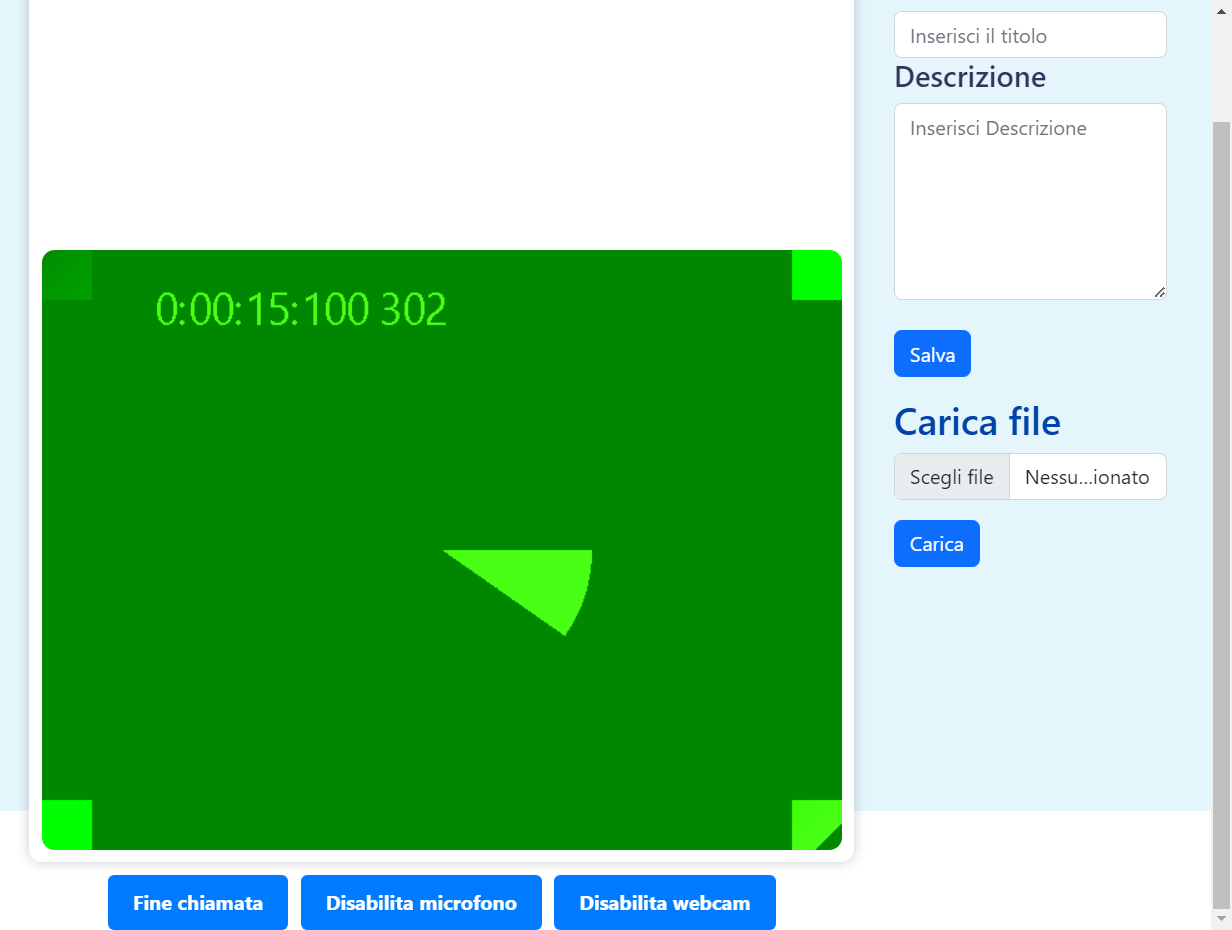 Inserisci il titolo
Descrizione
Inserisci Descrizione
0:00:15:100 302
Salva
Carica file
Scegli file Nessu...ionato
Carica
Fine chiamata Disabilita microfono Disabilita webcam